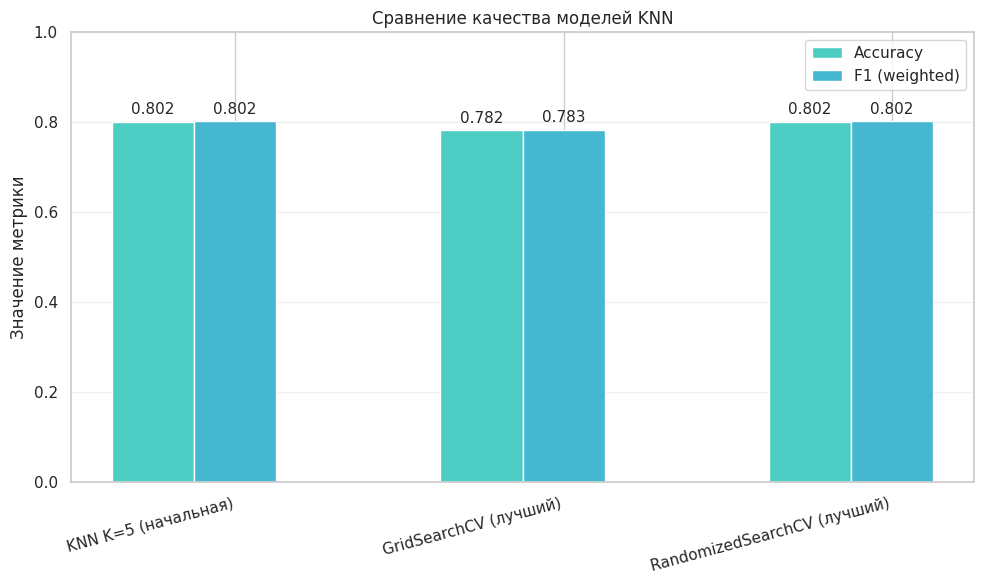 Сравнение качества моделей KNN
Accuracy
F1 (weighted)
0.802
0.802
0.782
0.783
0.802
0.802
Значение метрики
1.0
0.8
0.6
0.4
0.2
0.0
KNN K=5 (начальная)
GridSearchCV (лучший)
RandomizedSearchCV (лучший)